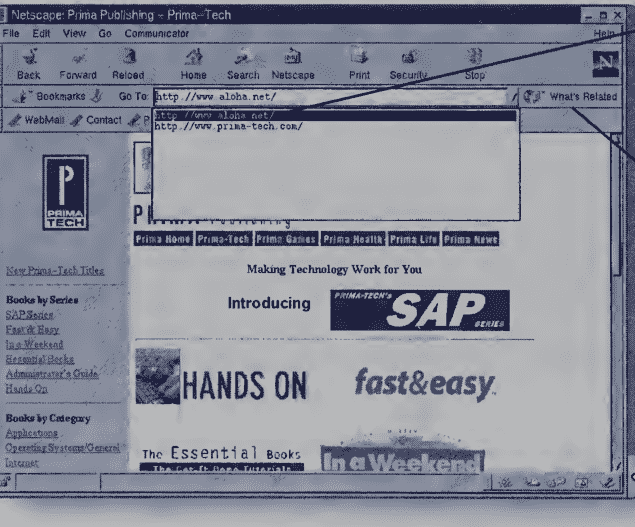 Netscape: Prima Publishing - Prima-Tech
File Edit View Go Communicator Help
Back Forward Reload Home Search Netscape Print Security Stop N
Bookmarks Go To: http://www.aloha.net/ What's Related
WebMail Contact P
http://www.aloha.net/
http://www.prima-tech.com/
P
PRIMA
TECH
Prima Home Prima-Tech Prima Games Prima Health Prima Life Prima News
Making Technology Work for You
Introducing PRIMA-TECH's SAP SERIES
New Prima-Tech Titles
Books by Series
SAP Series
Fast & Easy
In a Weekend
Essential Books
Administrator's Guide
Hands On
Books by Category
Applications
Operating Systems/General
Internet
HANDS ON fast&easy
The Essential Books
The Get It Done Tutorials
In a Weekend